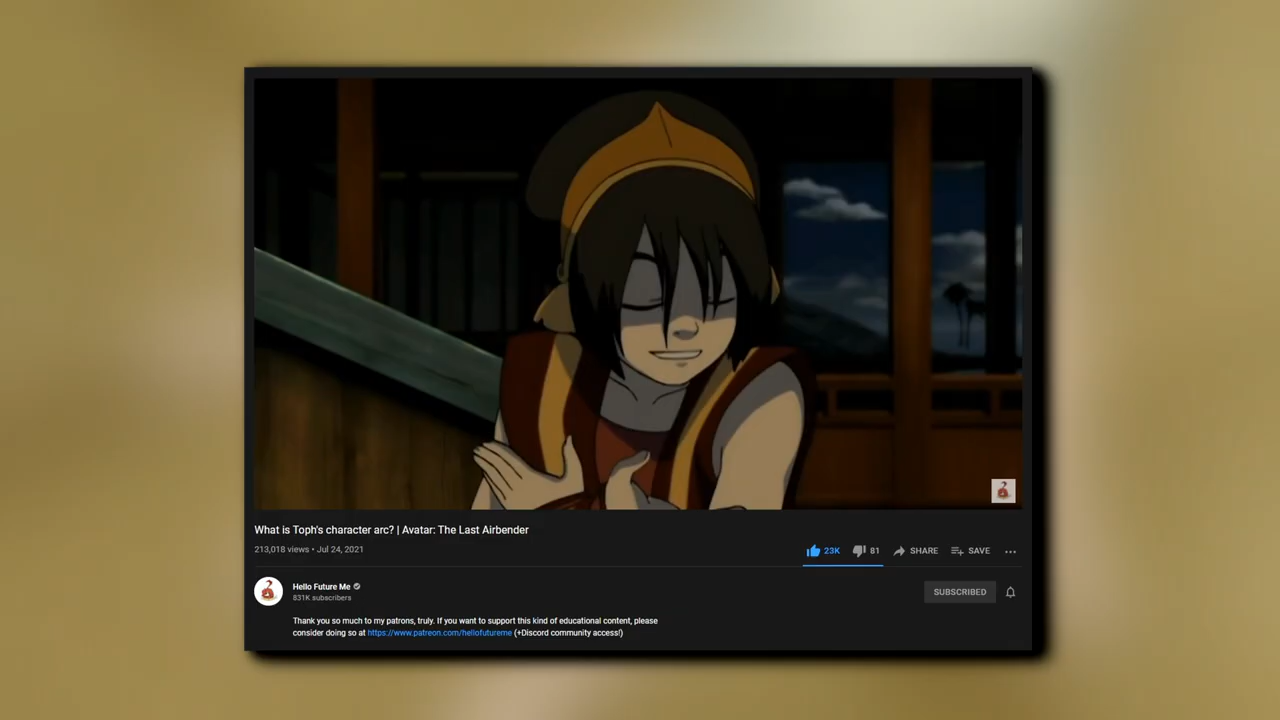 What is Toph's character arc? | Avatar: The Last Airbender
213,018 views • Jul 24, 2021
23K
81
SHARE
SAVE
Hello Future Me
831K subscribers
SUBSCRIBED
Thank you so much to my patrons, truly. If you want to support this kind of educational content, please
consider doing so at https://www.patreon.com/hellofutureme (+Discord community access!)